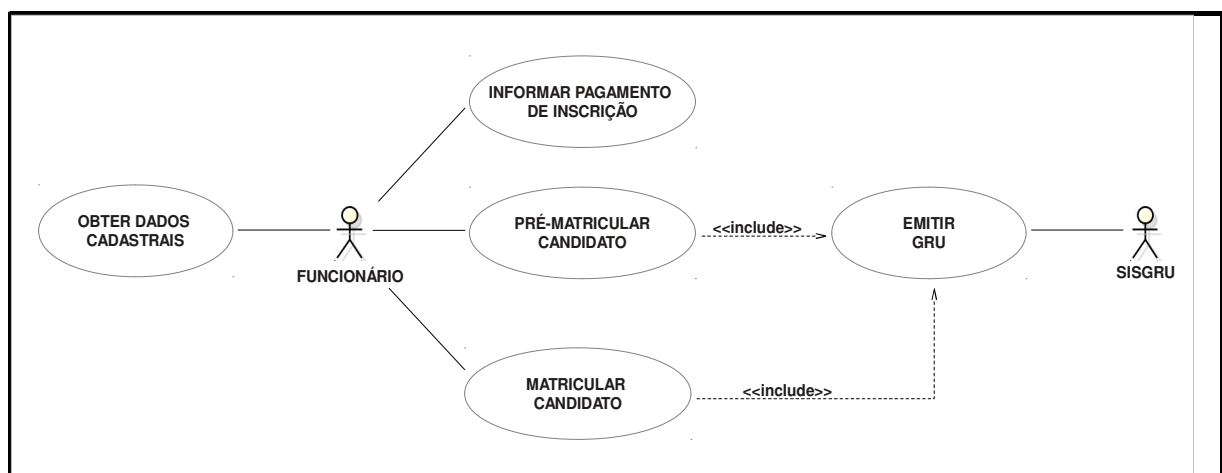 INFORMAR PAGAMENTO
DE INSCRIÇÃO
OBTER DADOS
CADASTRAIS
FUNCIONÁRIO
PRÉ-MATRICULAR
CANDIDATO
<<include>>
EMITIR
GRU
SISGRU
MATRICULAR
CANDIDATO
<<include>>